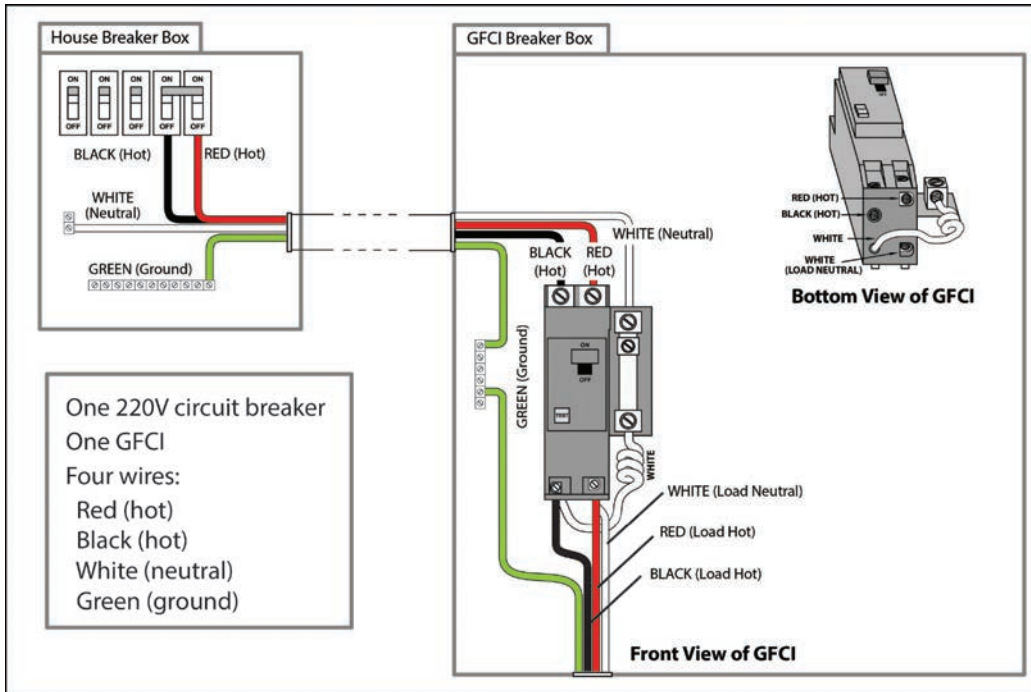 House Breaker Box
ON
ON
ON
ON
ON
OFF
OFF
OFF
OFF
OFF
BLACK (Hot)
RED (Hot)
WHITE
(Neutral)
GREEN (Ground)
One 220V circuit breaker
One GFCI
Four wires:
Red (hot)
Black (hot)
White (neutral)
Green (ground)
GFCI Breaker Box
WHITE (Neutral)
BLACK
(Hot)
RED
(Hot)
GREEN (Ground)
ON
OFF
TEST
WHITE
WHITE (Load Neutral)
RED (Load Hot)
BLACK (Load Hot)
Front View of GFCI
RED (HOT)
BLACK (HOT)
WHITE
WHITE
(LOAD NEUTRAL)
Bottom View of GFCI